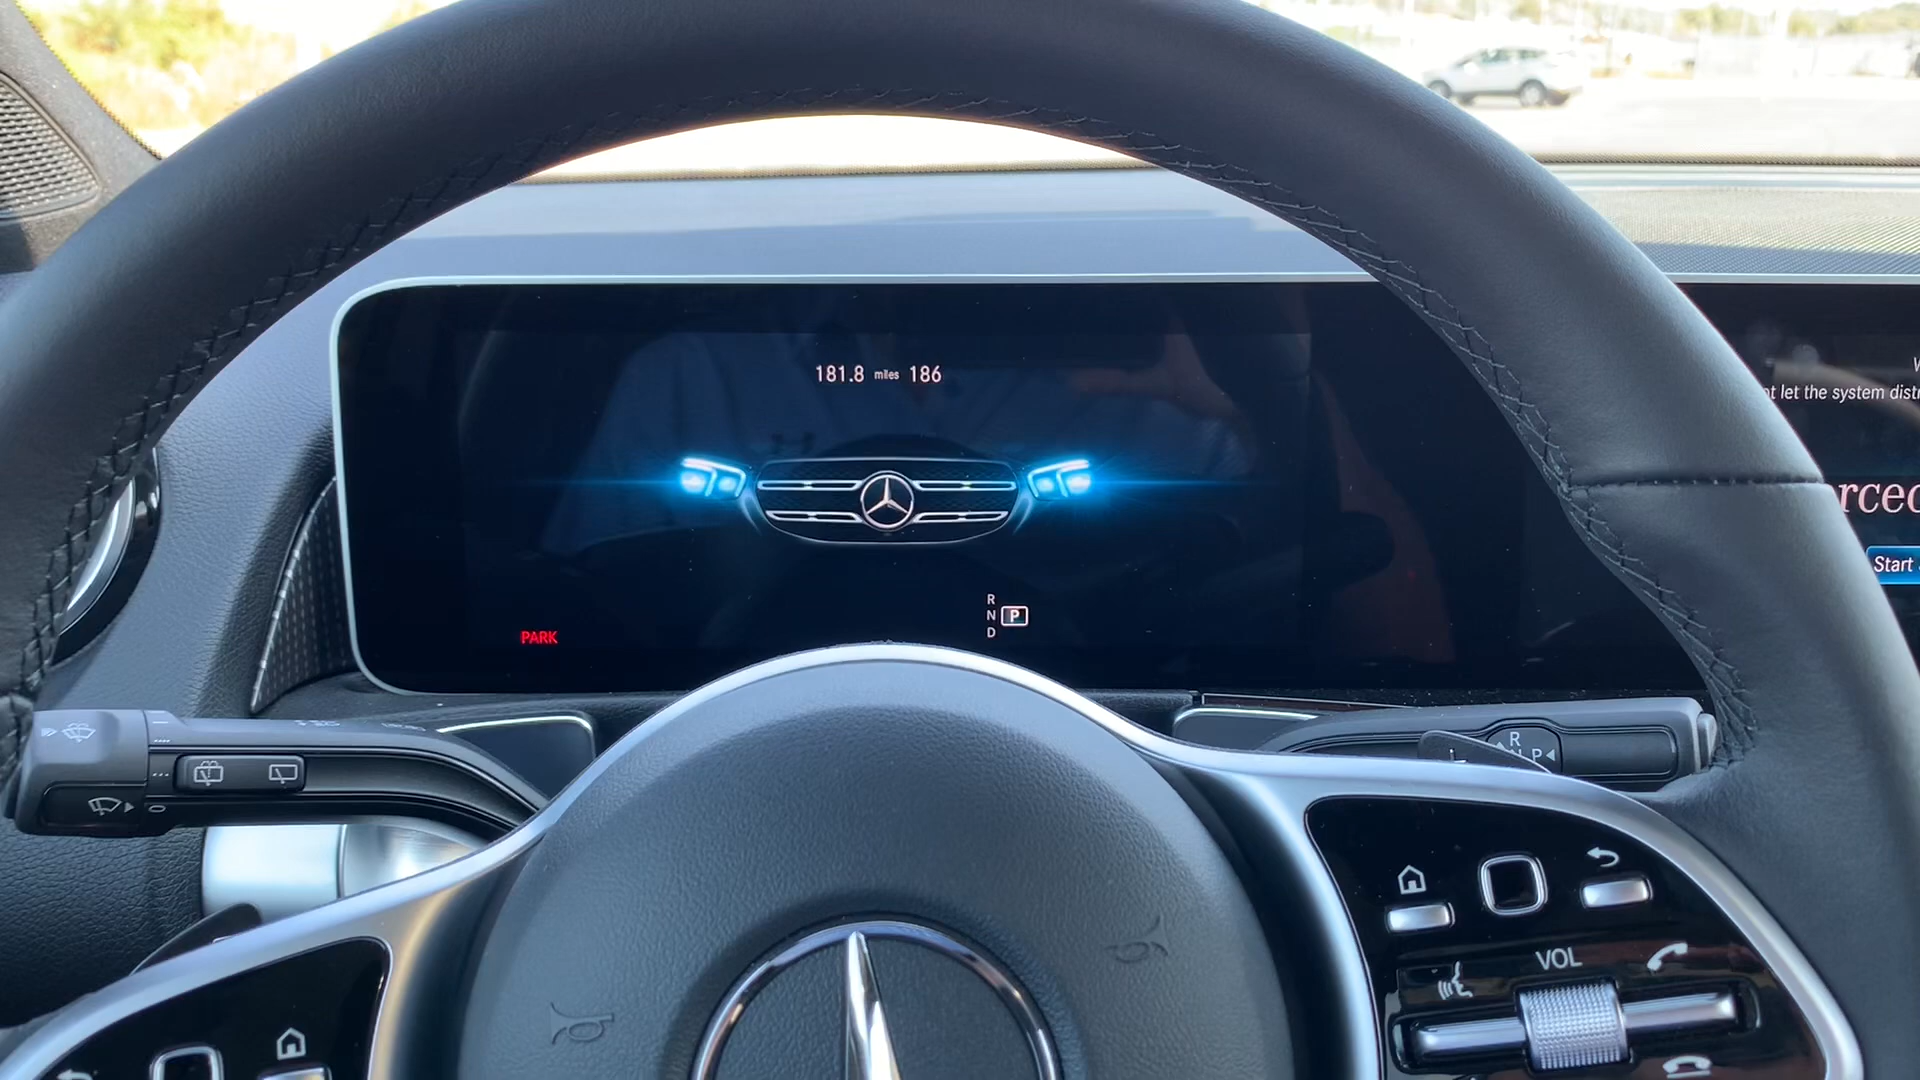 181.8 miles 186
t let the system distr
rced
Start
R
N P
D
PARK
R
N P
VOL